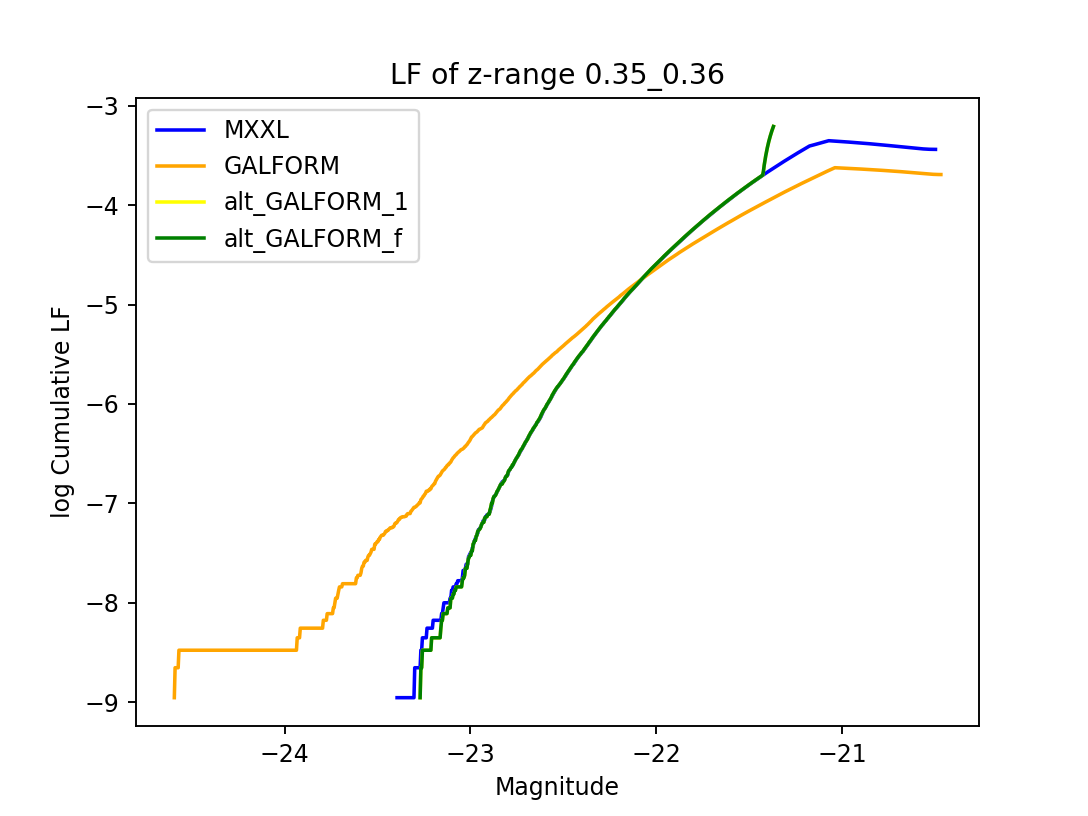 LF of z-range 0.35_0.36
MXXL
GALFORM
alt_GALFORM_1
alt_GALFORM_f
−3
−4
−5
−6
−7
−8
−9
log Cumulative LF
−24
−23
−22
−21
Magnitude